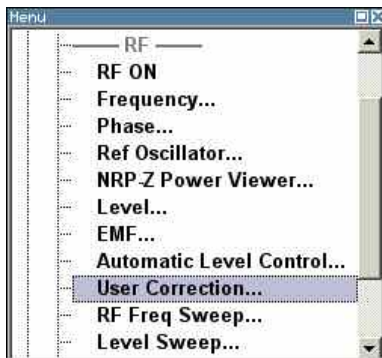 Menu
RF
RF ON
Frequency...
Phase...
Ref Oscillator...
NRP-Z Power Viewer...
Level...
EMF...
Automatic Level Control...
User Correction...
RF Freq Sweep...
Level Sweep...